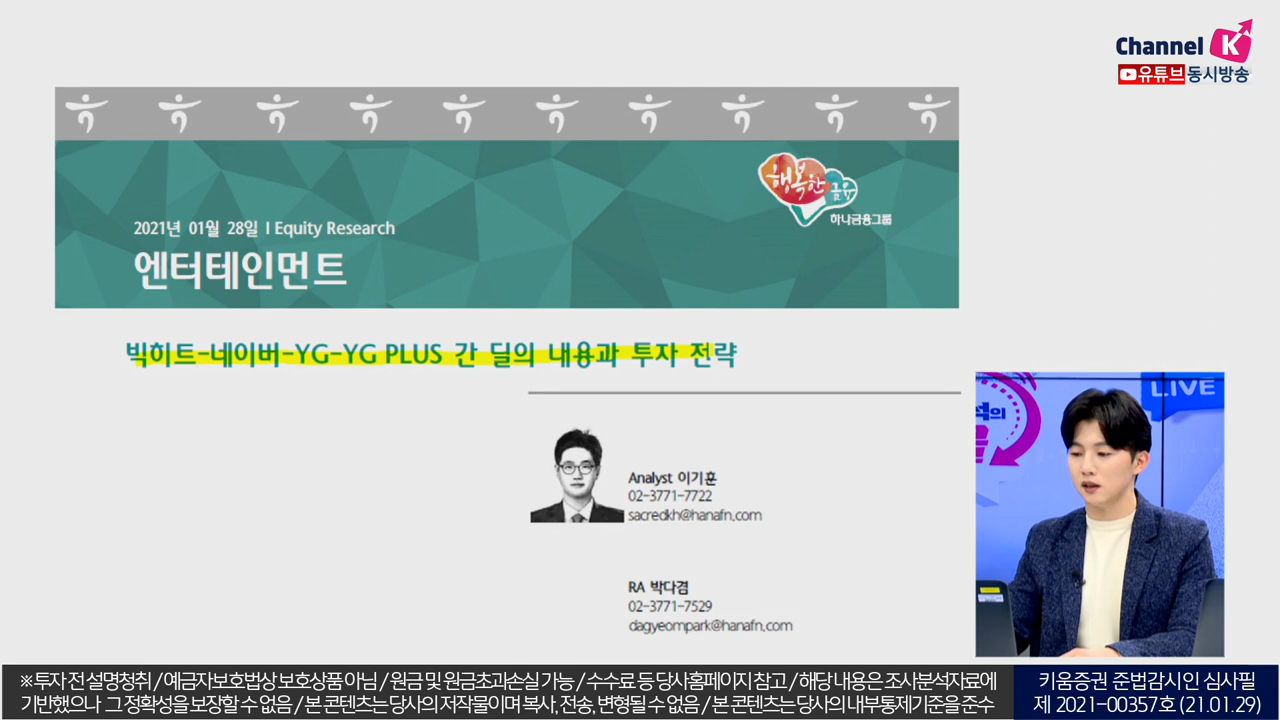 Channel K
유튜브 동시방송
행복한 금융
하나금융그룹
2021년 01월 28일 I Equity Research
엔터테인먼트
빅히트-네이버-YG-YG PLUS 간 딜의 내용과 투자 전략
LIVE
석의
Analyst 이기훈
02-3771-7722
sacredkh@hanafn.com
RA 박다겸
02-3771-7529
dagyeompark@hanafn.com
※ 투자 전 설명청취 / 예금자보호법상 보호상품 아님 / 원금 및 원금초과손실 가능 / 수수료 등 당사홈페이지 참고 / 해당 내용은 조사분석자료에
기반했으나 그 정확성을 보장할 수 없음 / 본 콘텐츠는 당사의 저작물이며 복사, 전송, 변형될 수 없음 / 본 콘텐츠는 당사의 내부통제기준을 준수
키움증권 준법감시인 심사필
제 2021-00357호 (21.01.29)